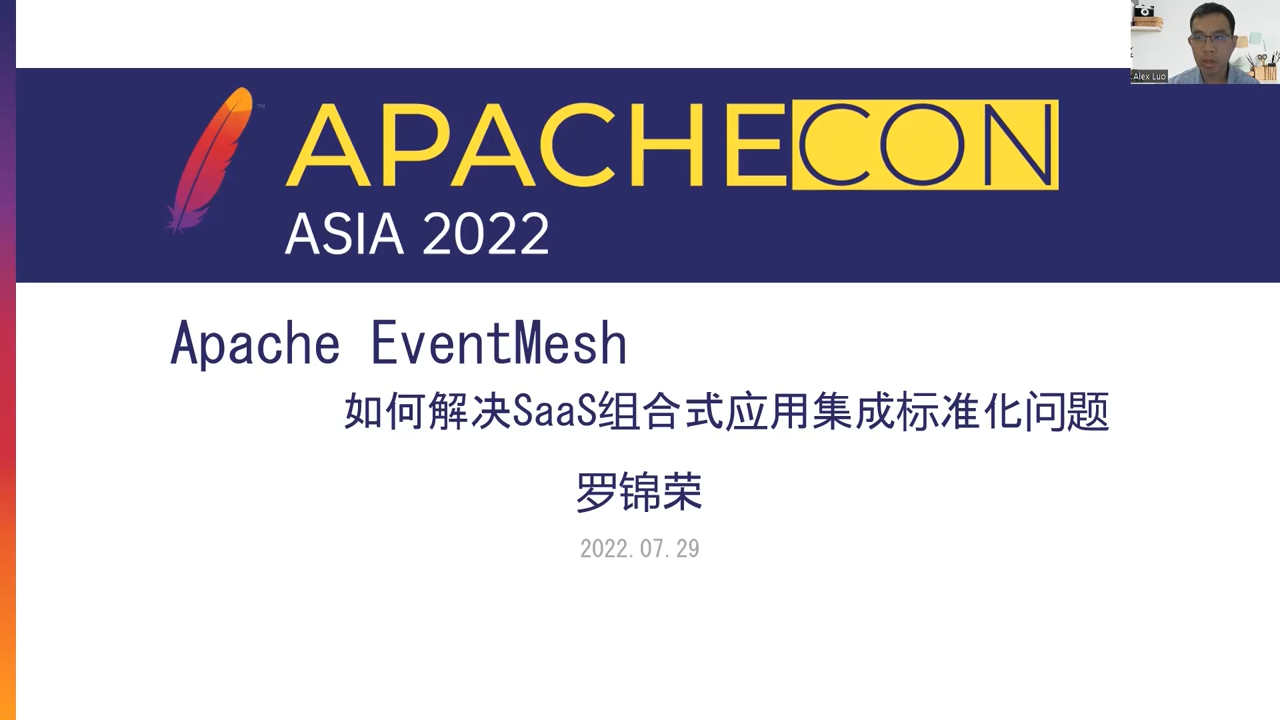 Alex Luo
APACHECON
™
ASIA 2022
Apache EventMesh
如何解决SaaS组合式应用集成标准化问题
罗锦荣
2022.07.29